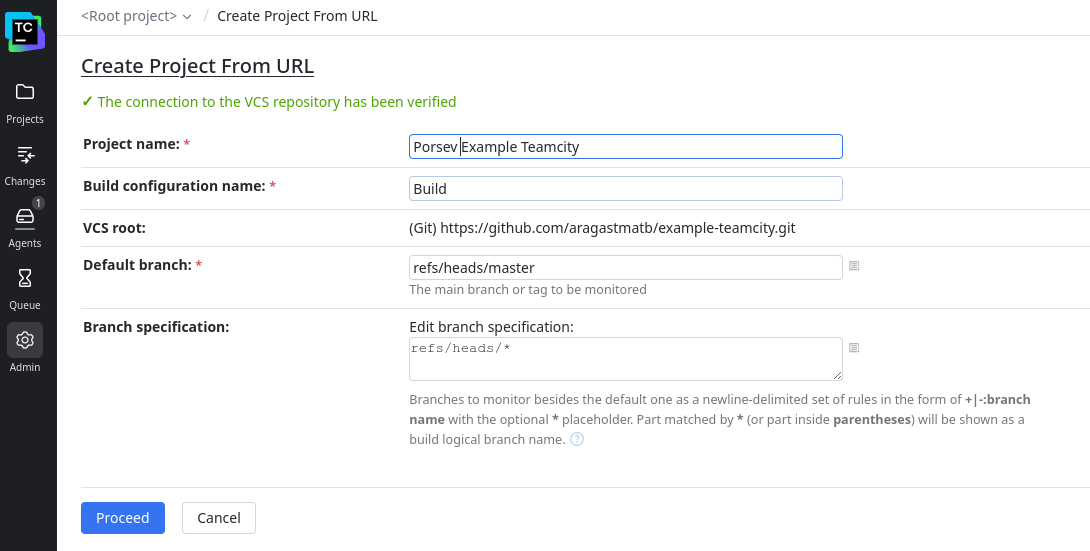 TC
<Root project> / Create Project From URL
Create Project From URL
✓ The connection to the VCS repository has been verified
Projects
Changes
1
Agents
Queue
Admin
Project name: *
Porsev Example Teamcity
Build configuration name: *
Build
VCS root:
(Git) https://github.com/aragastmatb/example-teamcity.git
Default branch: *
refs/heads/master
The main branch or tag to be monitored
Branch specification:
Edit branch specification:
refs/heads/*
Branches to monitor besides the default one as a newline-delimited set of rules in the form of +|-:branch
name with the optional * placeholder. Part matched by * (or part inside parentheses) will be shown as a
build logical branch name. ?
Proceed
Cancel